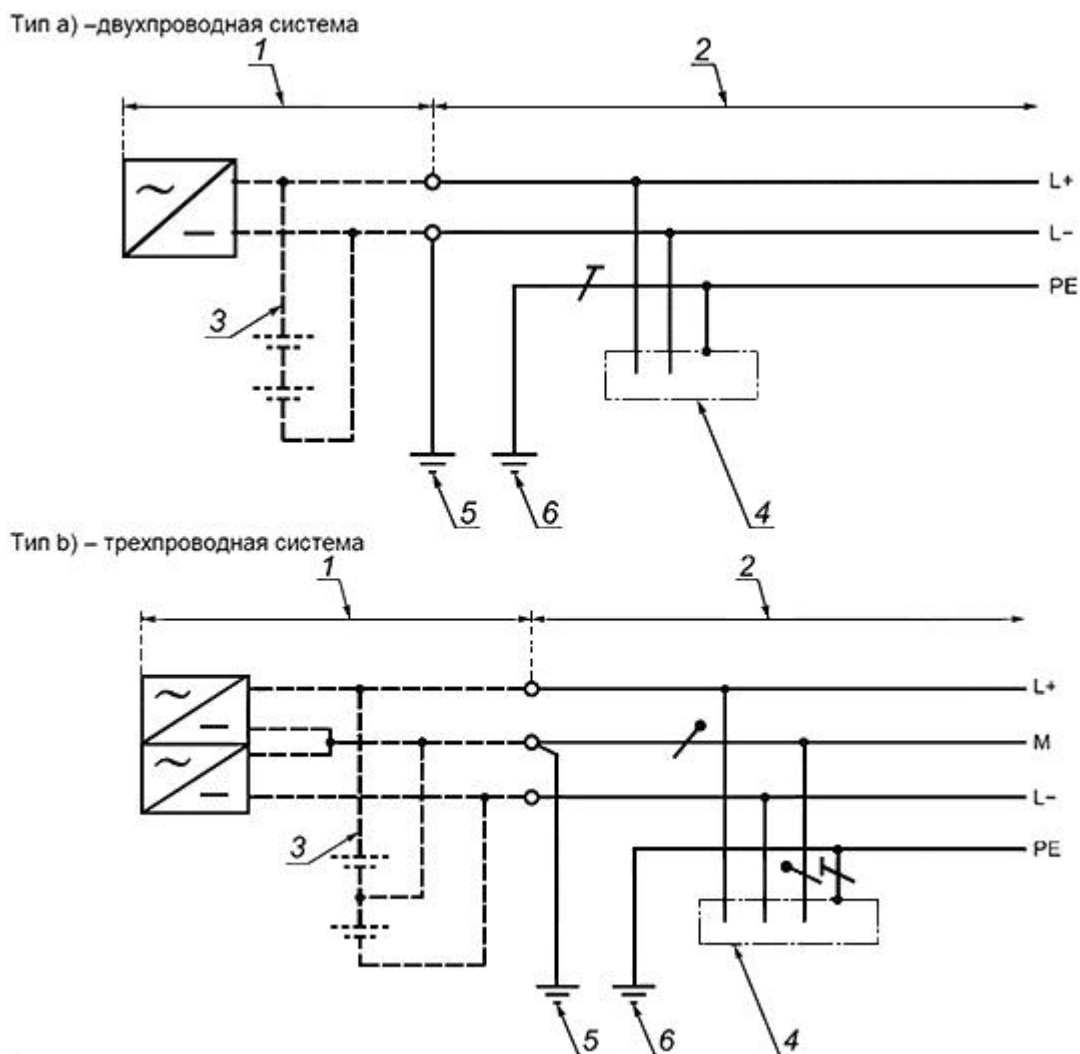 Тип a) –двухпроводная система
1
2
L+
L–
PE
3
4
5
6
Тип b) – трехпроводная система
1
2
L+
M
L–
PE
3
4
5
6